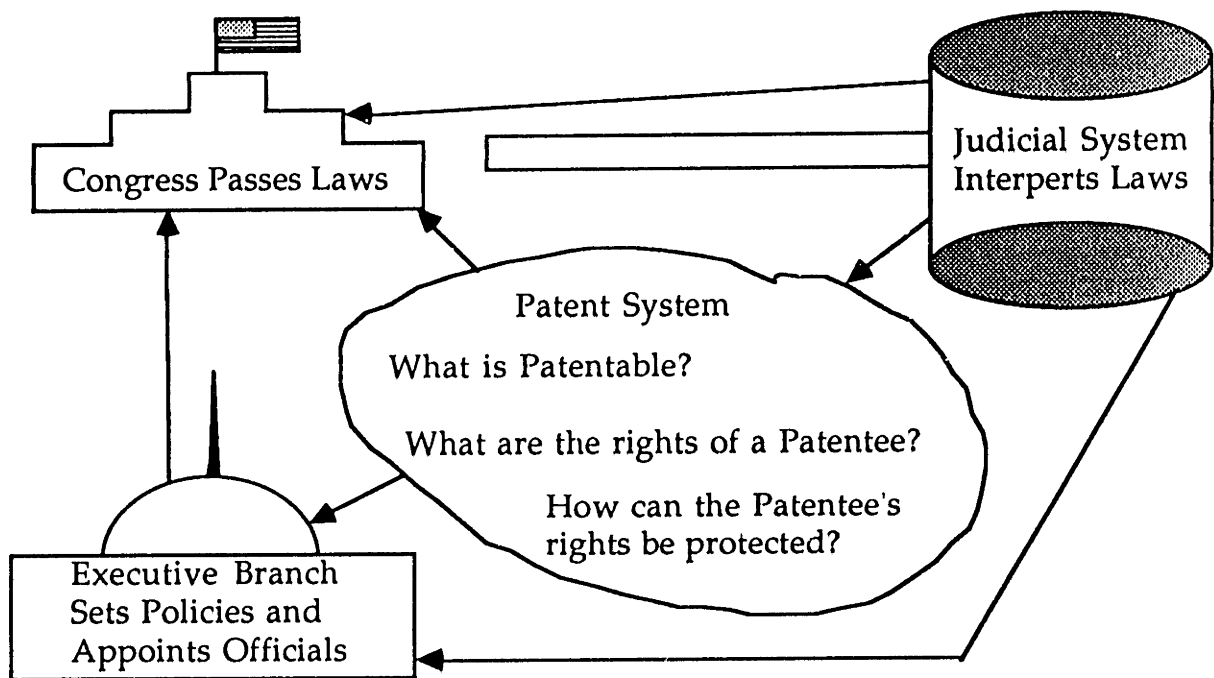 Congress Passes Laws
Judicial System
Interperts Laws
Patent System
What is Patentable?
What are the rights of a Patentee?
How can the Patentee's
rights be protected?
Executive Branch
Sets Policies and
Appoints Officials